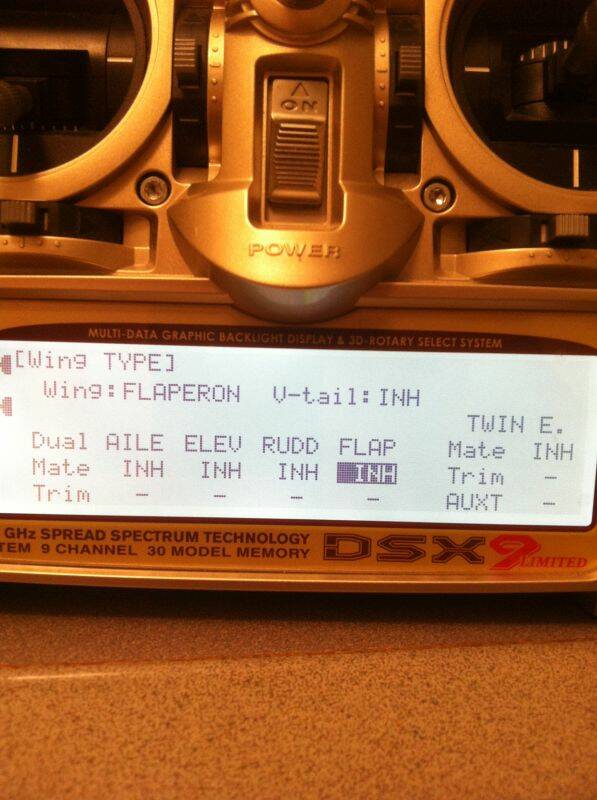 ON
POWER
MULTI-DATA GRAPHIC BACKLIGHT DISPLAY & 3D-ROTARY SELECT SYSTEM
[Wing TYPE]
Wing:FLAPERON V-tail:INH
TWIN E.
Dual AILE ELEV RUDD FLAP Mate INH
Mate INH INH INH INH Trim -
Trim - - - - AUXT -
GHz SPREAD SPECTRUM TECHNOLOGY
TEM 9 CHANNEL 30 MODEL MEMORY
DSX9
LIMITED